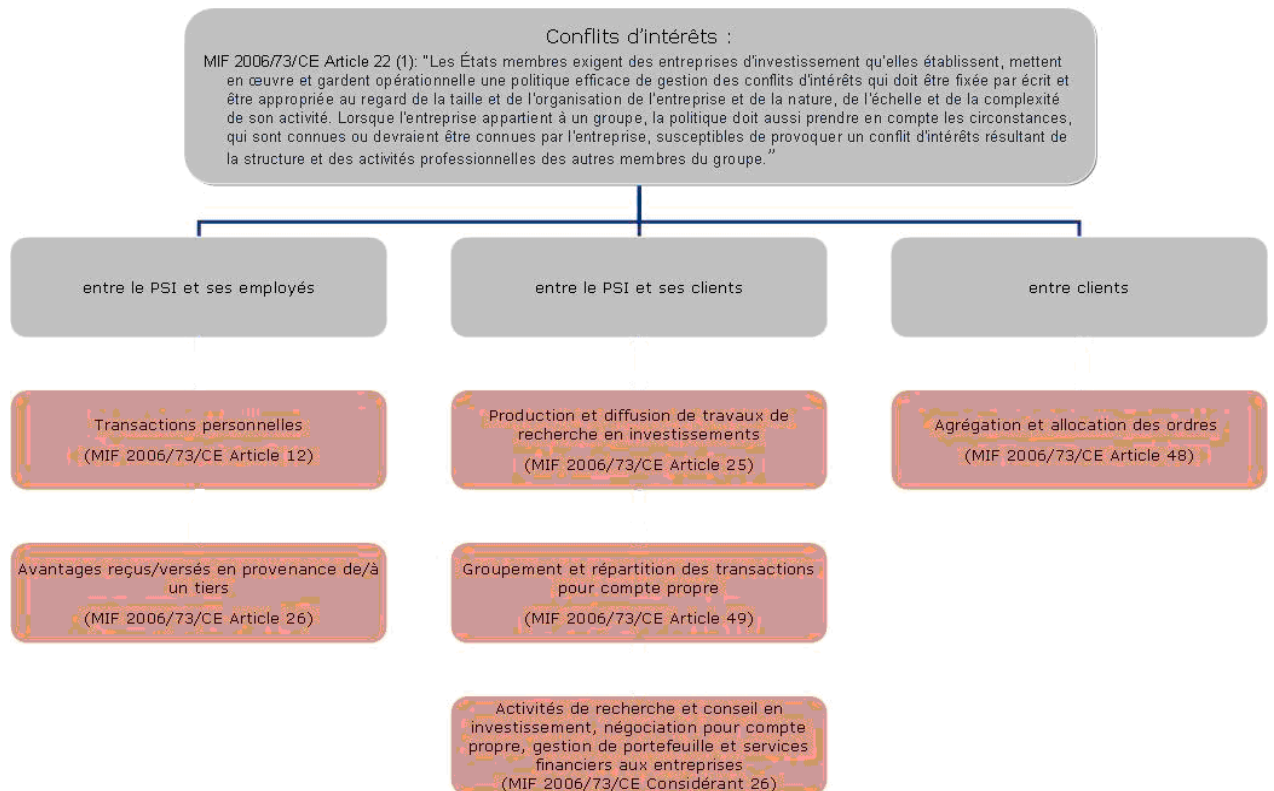 Conflits d'intérêts :
MIF 2006/73/CE Article 22 (1): "Les États membres exigent des entreprises d'investissement qu'elles établissent, mettent
en œuvre et gardent opérationnelle une politique efficace de gestion des conflits d'intérêts qui doit être fixée par écrit et
être appropriée au regard de la taille et de l'organisation de l'entreprise et de la nature, de l'échelle et de la complexité
de son activité. Lorsque l'entreprise appartient à un groupe, la politique doit aussi prendre en compte les circonstances,
qui sont connues ou devraient être connues par l'entreprise, susceptibles de provoquer un conflit d'intérêts résultant de
la structure et des activités professionnelles des autres membres du groupe."
entre le PSI et ses employés
entre le PSI et ses clients
entre clients
Transactions personnelles
(MIF 2006/73/CE Article 12)
Production et diffusion de travaux de
recherche en investissements
(MIF 2006/73/CE Article 25)
Agrégation et allocation des ordres
(MIF 2006/73/CE Article 48)
Avantages reçus/versés en provenance de/à
un tiers
(MIF 2006/73/CE Article 26)
Groupement et répartition des transactions
pour compte propre
(MIF 2006/73/CE Article 49)
Activités de recherche et conseil en
investissement, négociation pour compte
propre, gestion de portefeuille et services
financiers aux entreprises
(MIF 2006/73/CE Considérant 26)